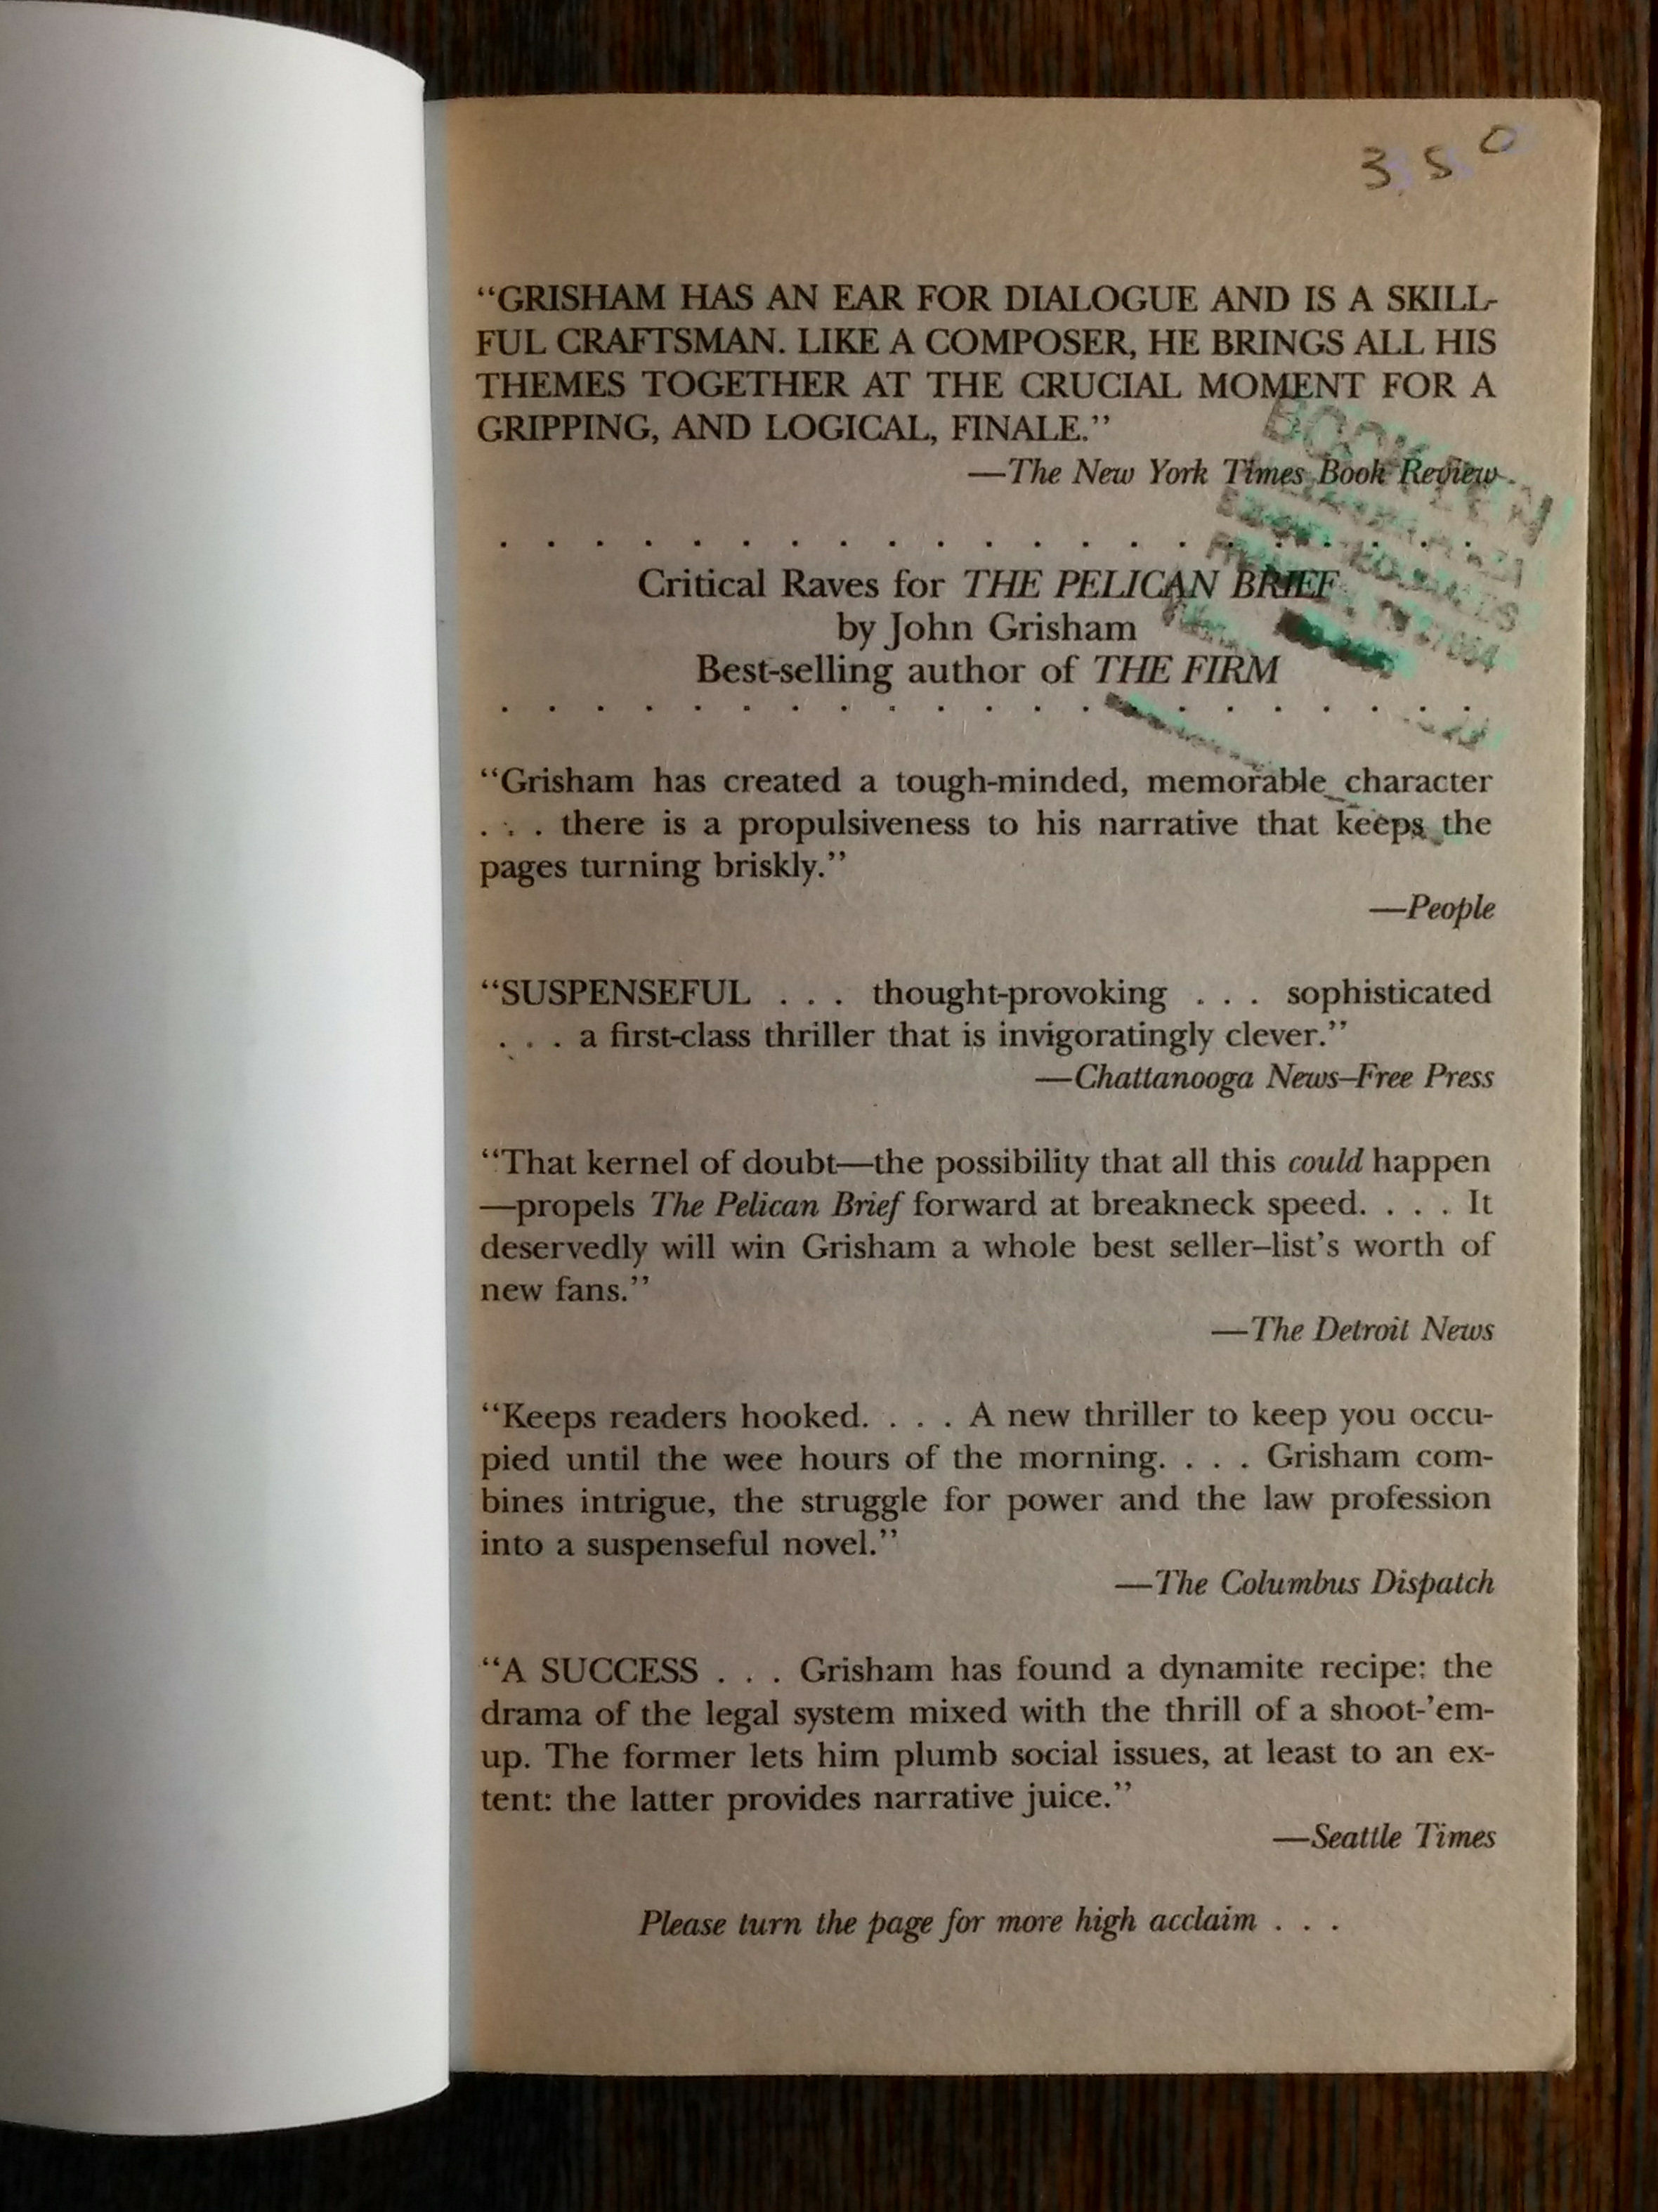 3.50
“GRISHAM HAS AN EAR FOR DIALOGUE AND IS A SKILL-
FUL CRAFTSMAN. LIKE A COMPOSER, HE BRINGS ALL HIS
THEMES TOGETHER AT THE CRUCIAL MOMENT FOR A
GRIPPING, AND LOGICAL, FINALE.”
—The New York Times Book Review
. . . . . . . . . . . . . . . . . . . . .
Critical Raves for THE PELICAN BRIEF
by John Grisham
Best-selling author of THE FIRM
. . . . . . . . . . . . . . . . . . . . .
“Grisham has created a tough-minded, memorable character
. . . there is a propulsiveness to his narrative that keeps the
pages turning briskly.”
—People
“SUSPENSEFUL . . . thought-provoking . . . sophisticated
. . . a first-class thriller that is invigoratingly clever.”
—Chattanooga News–Free Press
“That kernel of doubt—the possibility that all this could happen
—propels The Pelican Brief forward at breakneck speed. . . . It
deservedly will win Grisham a whole best seller–list’s worth of
new fans.”
—The Detroit News
“Keeps readers hooked. . . . A new thriller to keep you occu-
pied until the wee hours of the morning. . . . Grisham com-
bines intrigue, the struggle for power and the law profession
into a suspenseful novel.”
—The Columbus Dispatch
“A SUCCESS . . . Grisham has found a dynamite recipe: the
drama of the legal system mixed with the thrill of a shoot-’em-
up. The former lets him plumb social issues, at least to an ex-
tent: the latter provides narrative juice.”
—Seattle Times
Please turn the page for more high acclaim . . .